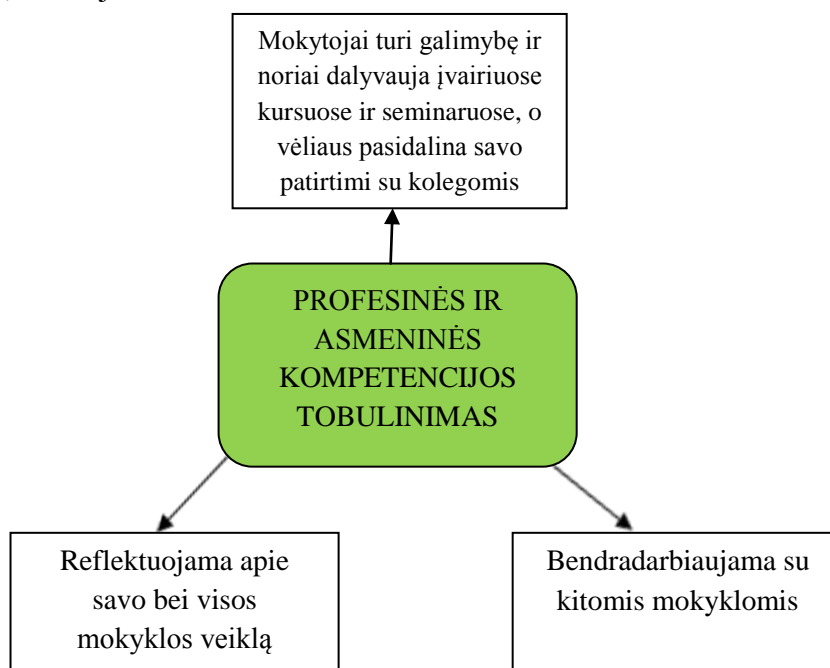 Mokytojai turi galimybę ir
noriai dalyvauja įvairiuose
kursuose ir seminaruose, o
vėliaus pasidalina savo
patirtimi su kolegomis
PROFESINĖS IR
ASMENINĖS
KOMPETENCIJOS
TOBULINIMAS
Reflektuojama apie
savo bei visos
mokyklos veiklą
Bendradarbiaujama su
kitomis mokyklomis